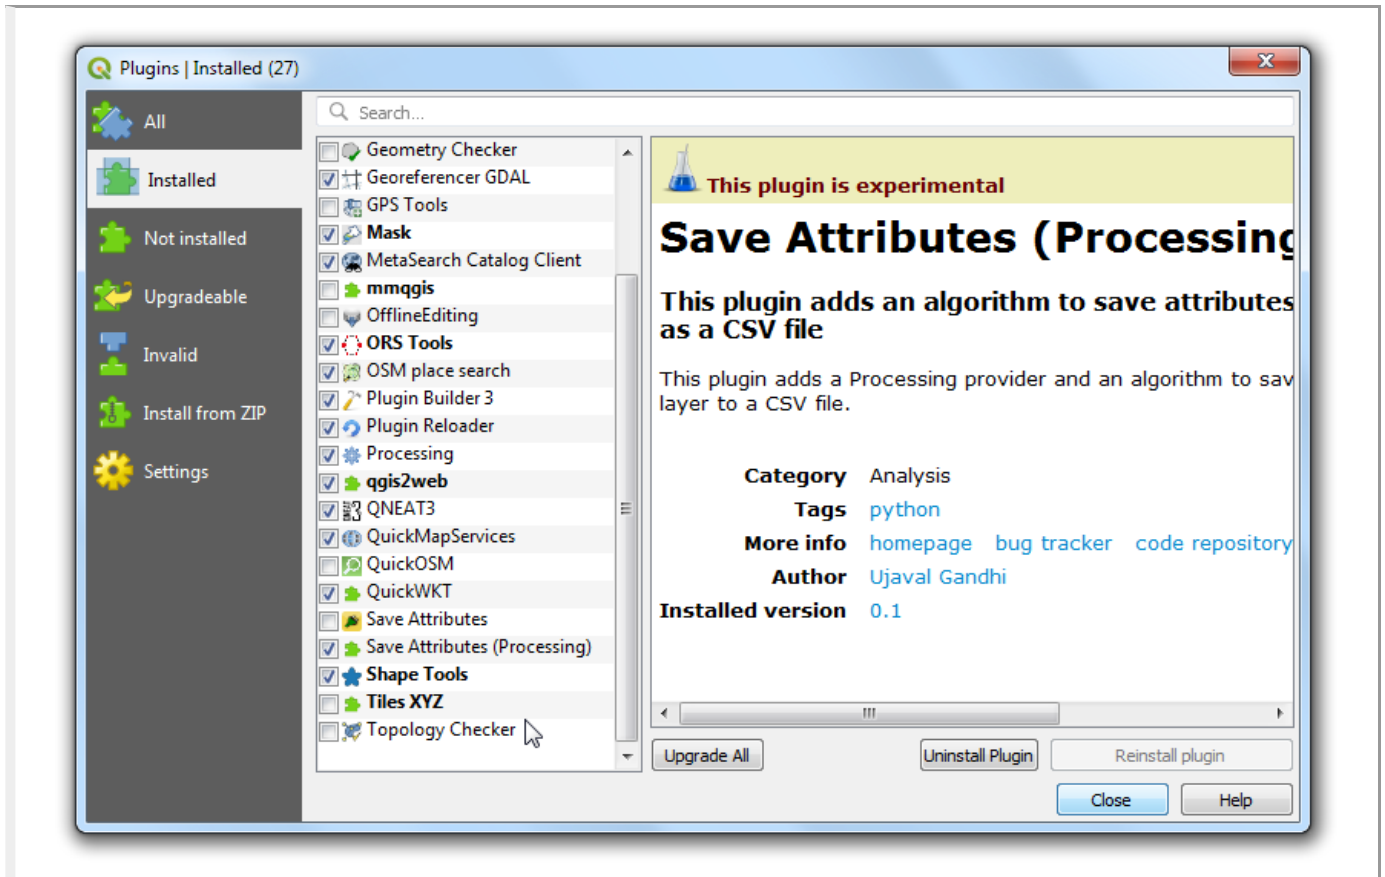 Plugins | Installed (27)
All
Installed
Not installed
Upgradeable
Invalid
Install from ZIP
Settings
Search...
Geometry Checker
Georeferencer GDAL
GPS Tools
Mask
MetaSearch Catalog Client
mmqgis
OfflineEditing
ORS Tools
OSM place search
Plugin Builder 3
Plugin Reloader
Processing
qgis2web
QNEAT3
QuickMapServices
QuickOSM
QuickWKT
Save Attributes
Save Attributes (Processing)
Shape Tools
Tiles XYZ
Topology Checker
This plugin is experimental
Save Attributes (Processing
This plugin adds an algorithm to save attributes
as a CSV file
This plugin adds a Processing provider and an algorithm to sav
layer to a CSV file.
Category Analysis
Tags python
More info homepage bug tracker code repository
Author Ujaval Gandhi
Installed version 0.1
Upgrade All Uninstall Plugin Reinstall plugin
Close Help